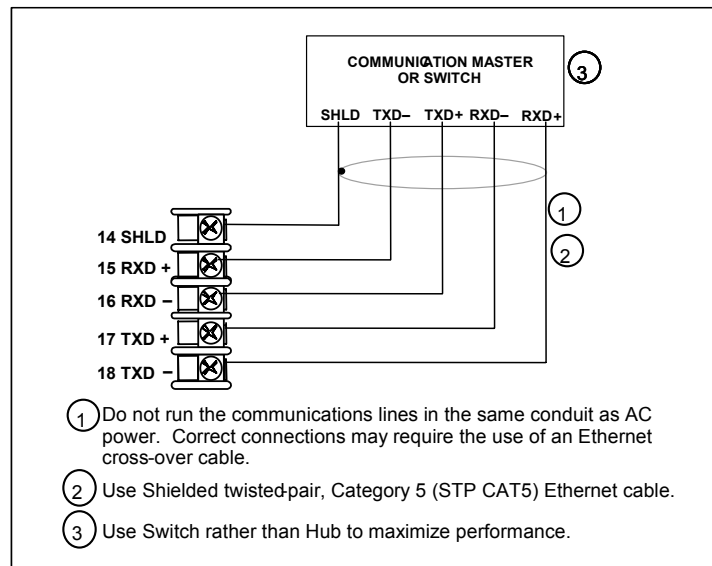 COMMUNICATION MASTER
OR SWITCH
3
SHLD TXD– TXD+ RXD– RXD+
1
2
14 SHLD
15 RXD +
16 RXD –
17 TXD +
18 TXD –
1 Do not run the communications lines in the same conduit as AC
power. Correct connections may require the use of an Ethernet
cross-over cable.
2 Use Shielded twisted-pair, Category 5 (STP CAT5) Ethernet cable.
3 Use Switch rather than Hub to maximize performance.